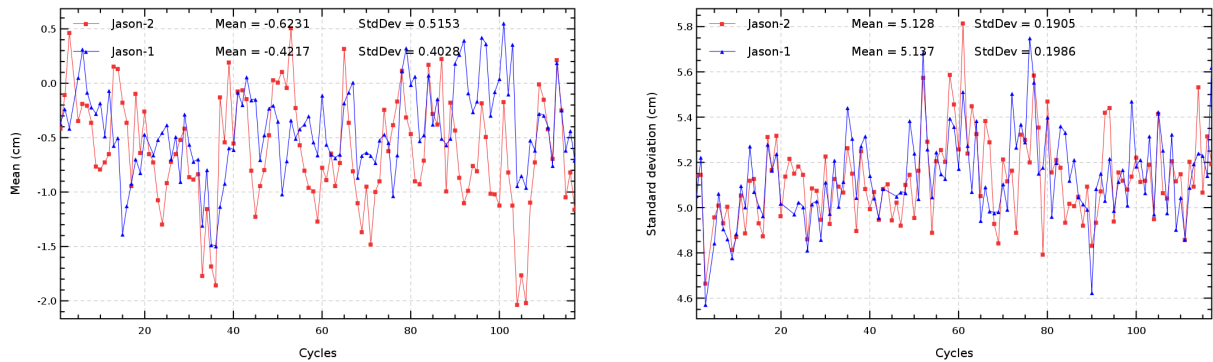 Jason-2 Mean = -0.6231 StdDev = 0.5153
Jason-1 Mean = -0.4217 StdDev = 0.4028
0.5
0.0
-0.5
-1.0
-1.5
-2.0
Mean (cm)
20 40 60 80 100
Cycles
Jason-2 Mean = 5.128 StdDev = 0.1905
Jason-1 Mean = 5.137 StdDev = 0.1986
5.8
5.6
5.4
5.2
5.0
4.8
4.6
Standard deviation (cm)
20 40 60 80 100
Cycles